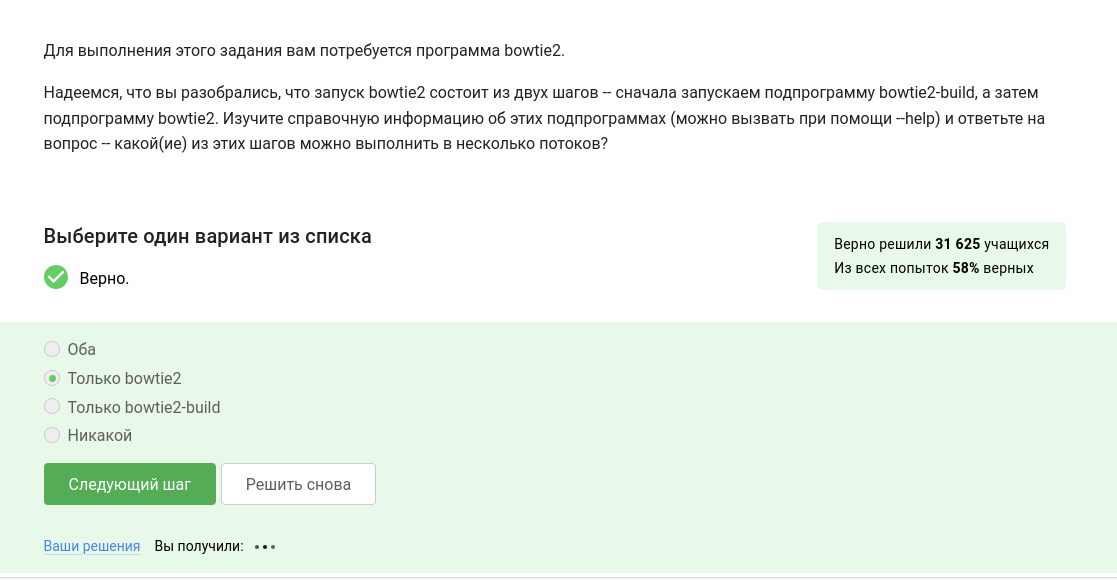 Для выполнения этого задания вам потребуется программа bowtie2.
Надеемся, что вы разобрались, что запуск bowtie2 состоит из двух шагов -- сначала запускаем подпрограмму bowtie2-build, а затем
подпрограмму bowtie2. Изучите справочную информацию об этих подпрограммах (можно вызвать при помощи --help) и ответьте на
вопрос -- какой(ие) из этих шагов можно выполнить в несколько потоков?
Выберите один вариант из списка
Верно.
Верно решили 31 625 учащихся
Из всех попыток 58% верных
Оба
Только bowtie2
Только bowtie2-build
Никакой
Следующий шаг
Решить снова
Ваши решения Вы получили: